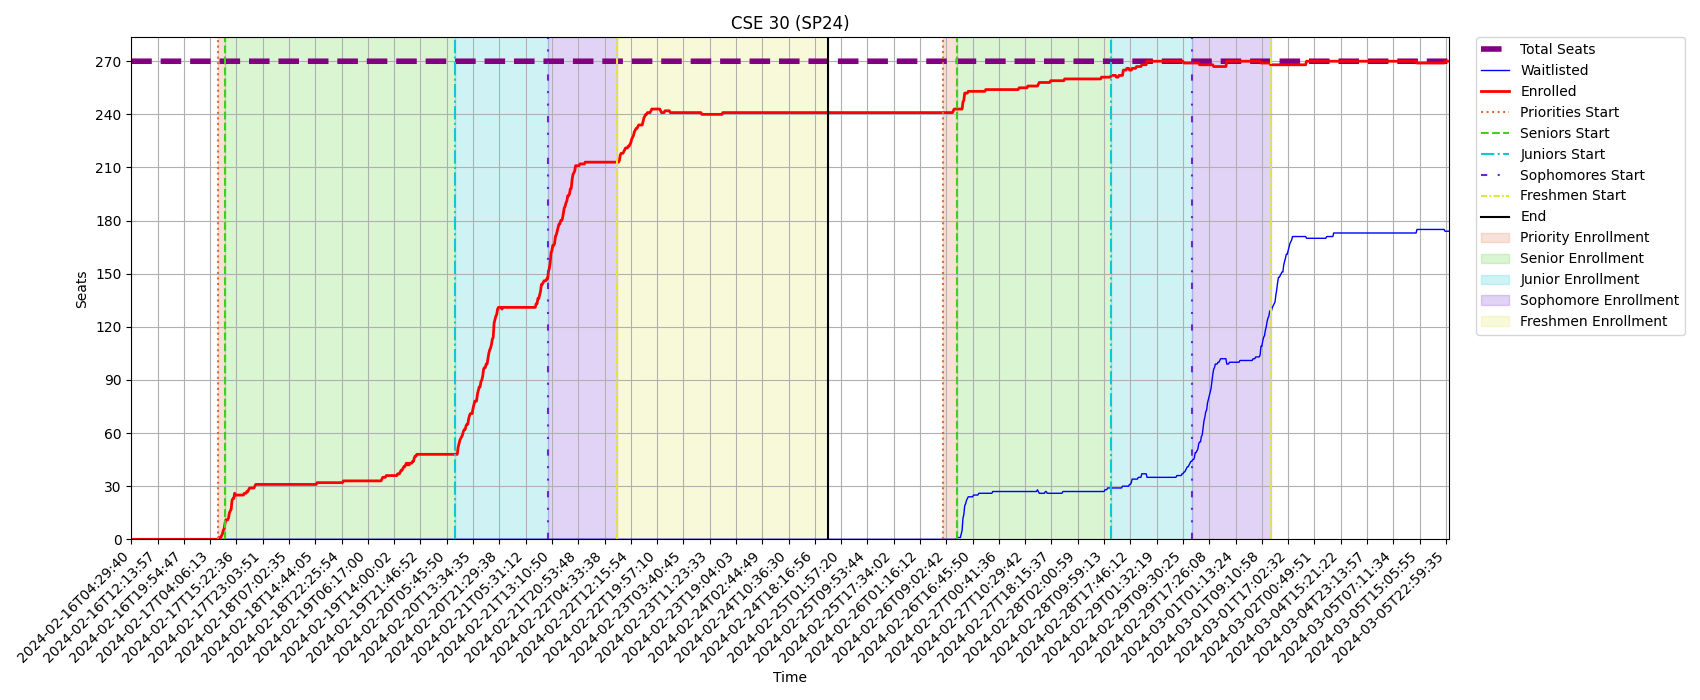 CSE 30 (SP24)
Seats
270
240
210
180
150
120
90
60
30
0
2024-02-16T04:29:40
2024-02-16T12:13:57
2024-02-16T19:54:47
2024-02-17T04:06:13
2024-02-17T15:22:36
2024-02-17T23:03:51
2024-02-18T07:02:35
2024-02-18T14:44:05
2024-02-18T22:25:54
2024-02-19T06:17:00
2024-02-19T14:00:02
2024-02-19T21:46:52
2024-02-20T05:45:50
2024-02-20T13:34:35
2024-02-20T21:29:38
2024-02-21T05:31:12
2024-02-21T13:10:50
2024-02-21T20:53:48
2024-02-22T04:33:38
2024-02-22T12:15:54
2024-02-22T19:57:10
2024-02-23T03:40:45
2024-02-23T11:23:33
2024-02-23T19:04:03
2024-02-24T02:44:49
2024-02-24T10:36:30
2024-02-24T18:16:56
2024-02-25T01:57:20
2024-02-25T09:53:44
2024-02-25T17:34:02
2024-02-26T01:16:12
2024-02-26T09:02:42
2024-02-26T16:45:50
2024-02-27T00:41:36
2024-02-27T10:29:42
2024-02-27T18:15:37
2024-02-28T02:00:59
2024-02-28T09:59:13
2024-02-28T17:46:12
2024-02-29T01:32:19
2024-02-29T09:30:25
2024-02-29T17:26:08
2024-03-01T01:13:24
2024-03-01T09:10:58
2024-03-01T17:02:32
2024-03-02T00:49:51
2024-03-04T15:21:22
2024-03-04T23:13:57
2024-03-05T07:11:34
2024-03-05T15:05:55
2024-03-05T22:59:35
Time
Total Seats
Waitlisted
Enrolled
Priorities Start
Seniors Start
Juniors Start
Sophomores Start
Freshmen Start
End
Priority Enrollment
Senior Enrollment
Junior Enrollment
Sophomore Enrollment
Freshmen Enrollment